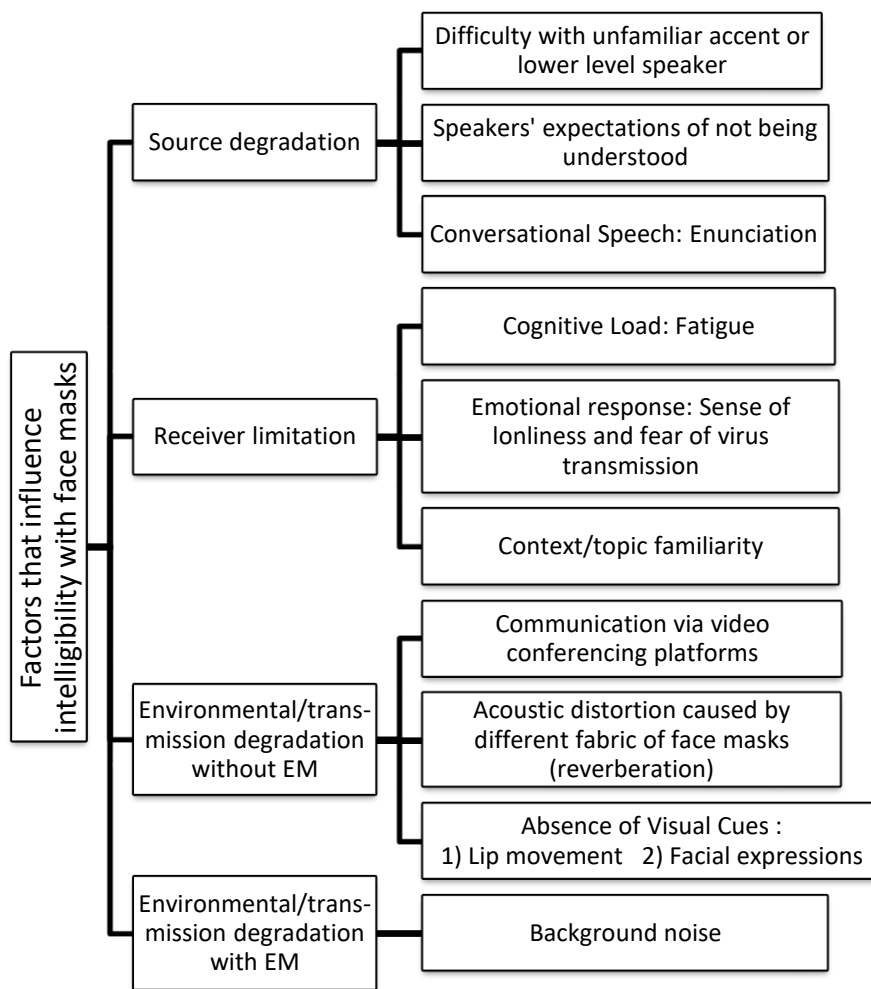 Factors that influence
intelligibility with face masks
Source degradation
Difficulty with unfamiliar accent or
lower level speaker
Speakers' expectations of not being
understood
Conversational Speech: Enunciation
Receiver limitation
Cognitive Load: Fatigue
Emotional response: Sense of
lonliness and fear of virus
transmission
Context/topic familiarity
Environmental/trans-
mission degradation
without EM
Communication via video
conferencing platforms
Acoustic distortion caused by
different fabric of face masks
(reverberation)
Absence of Visual Cues :
1) Lip movement 2) Facial expressions
Environmental/trans-
mission degradation
with EM
Background noise